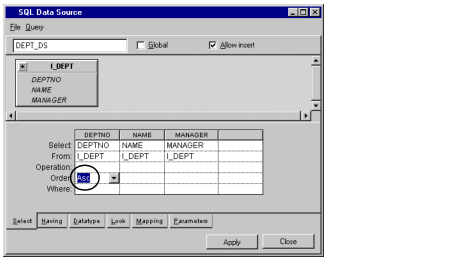 SQL Data Source
File Query
DEPT_DS Global Allow insert
I_DEPT
DEPTNO
NAME
MANAGER
DEPTNO NAME MANAGER
Select: DEPTNO NAME MANAGER
From: I_DEPT I_DEPT I_DEPT
Operation:
Order: Asc
Where:
Select Having Datatype Look Mapping Parameters
Apply Close